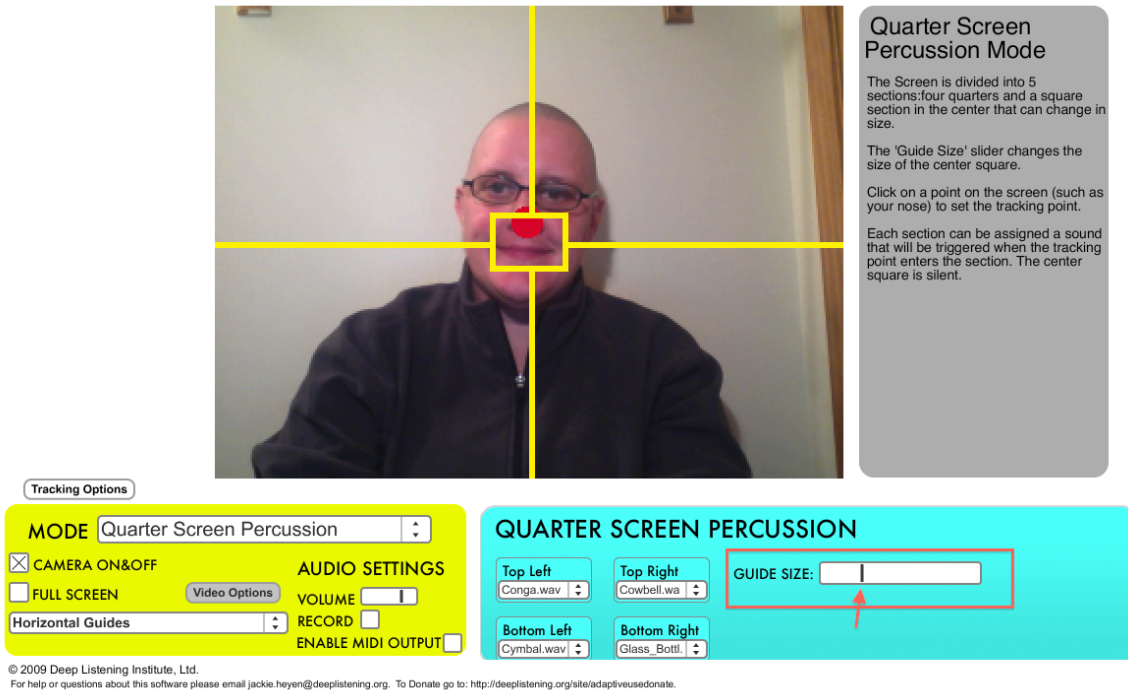 Quarter Screen
Percussion Mode
The Screen is divided into 5
sections:four quarters and a square
section in the center that can change in
size.
The 'Guide Size' slider changes the
size of the center square.
Click on a point on the screen (such as
your nose) to set the tracking point.
Each section can be assigned a sound
that will be triggered when the tracking
point enters the section. The center
square is silent.
Tracking Options
MODE Quarter Screen Percussion
CAMERA ON&OFF
FULL SCREEN
Video Options
Horizontal Guides
AUDIO SETTINGS
VOLUME
RECORD
ENABLE MIDI OUTPUT
QUARTER SCREEN PERCUSSION
Top Left
Conga.wav
Top Right
Cowbell.wa
GUIDE SIZE:
Bottom Left
Cymbal.wav
Bottom Right
Glass_Bottl.
© 2009 Deep Listening Institute, Ltd.
For help or questions about this software please email jackie.heyen@deeplistening.org. To Donate go to: http://deeplistening.org/site/adaptiveusedonate.